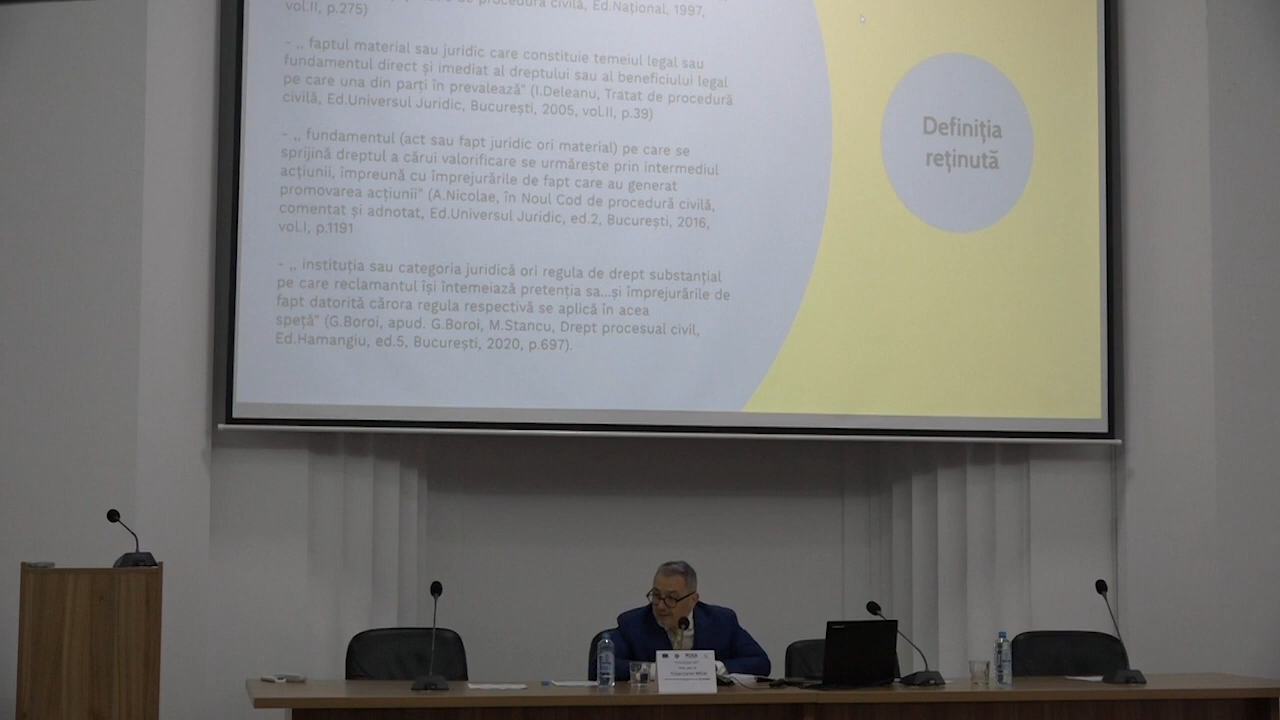 de procedură civilă, Ed.Național, 1997,
vol.II, p.275)
- ,, faptul material sau juridic care constituie temeiul legal sau
fundamentul direct și imediat al dreptului sau al beneficiului legal
pe care una din parți în prevalează" (I.Deleanu, Tratat de procedură
civilă, Ed.Universul Juridic, București, 2005, vol.II, p.39)
- ,, fundamentul (act sau fapt juridic ori material) pe care se
sprijină dreptul a cărui valorificare se urmărește prin intermediul
acțiunii, împreună cu împrejurările de fapt care au generat
promovarea acțiunii" (A.Nicolae, în Noul Cod de procedură civilă,
comentat și adnotat, Ed.Universul Juridic, ed.2, București, 2016,
vol.I, p.1191
- ,, instituția sau categoria juridică ori regula de drept substanțial
pe care reclamantul își întemeiază pretenția sa...și împrejurările de
fapt datorită cărora regula respectivă se aplică în acea
speță" (G.Boroi, apud. G.Boroi, M.Stancu, Drept procesual civil,
Ed.Hamangiu, ed.5, București, 2020, p.697).
Definiția
reținută